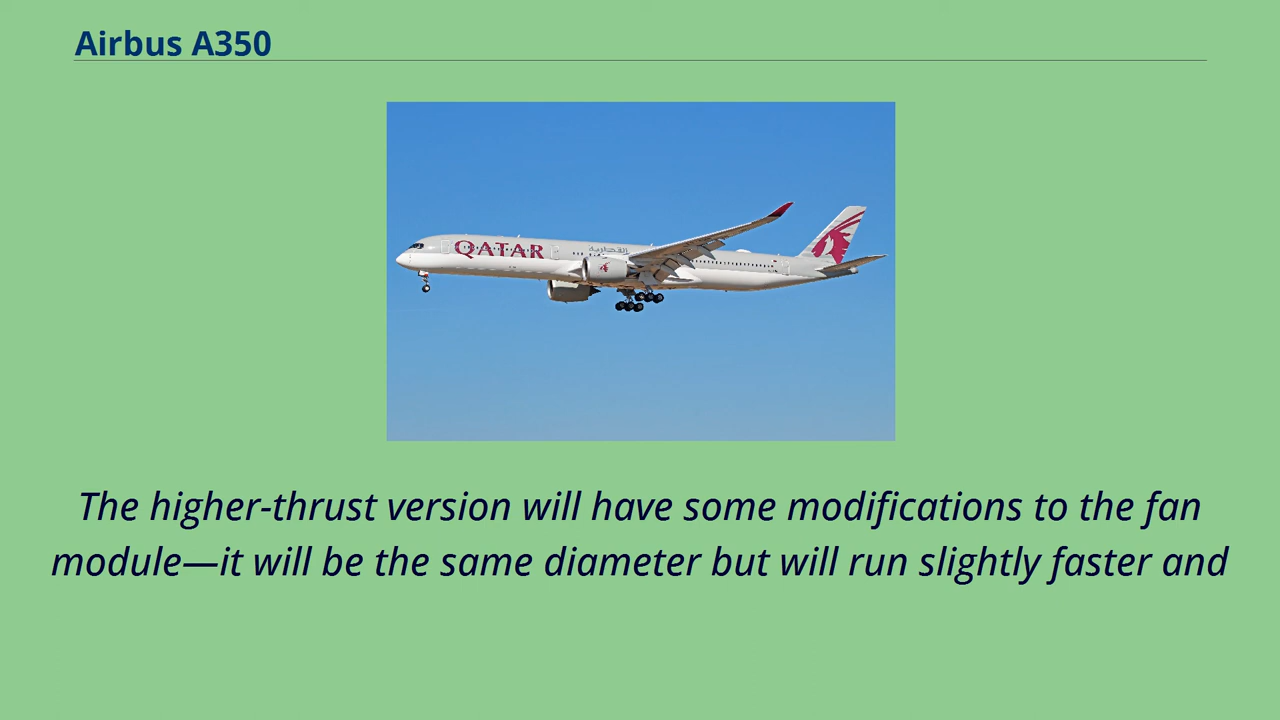 Airbus A350
QATAR القطرية
The higher-thrust version will have some modifications to the fan
module—it will be the same diameter but will run slightly faster and